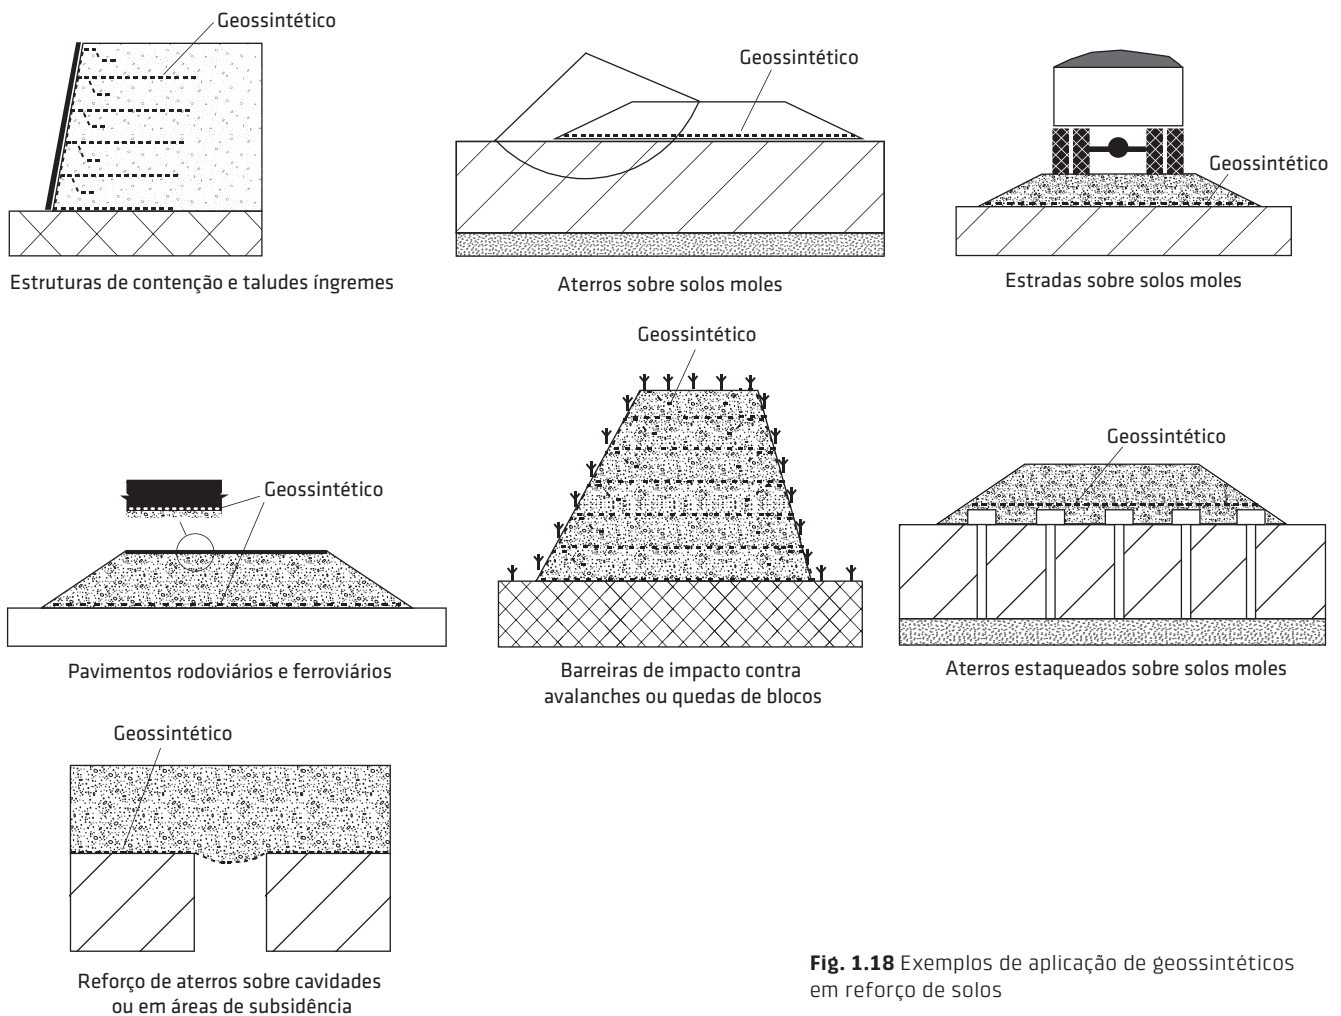 Geossintético
Estruturas de contenção e taludes íngremes
Geossintético
Aterros sobre solos moles
Geossintético
Estradas sobre solos moles
Geossintético
Pavimentos rodoviários e ferroviários
Geossintético
Barreiras de impacto contra
avalanches ou quedas de blocos
Geossintético
Aterros estaqueados sobre solos moles
Geossintético
Reforço de aterros sobre cavidades
ou em áreas de subsidência
Fig. 1.18 Exemplos de aplicação de geossintéticos
em reforço de solos